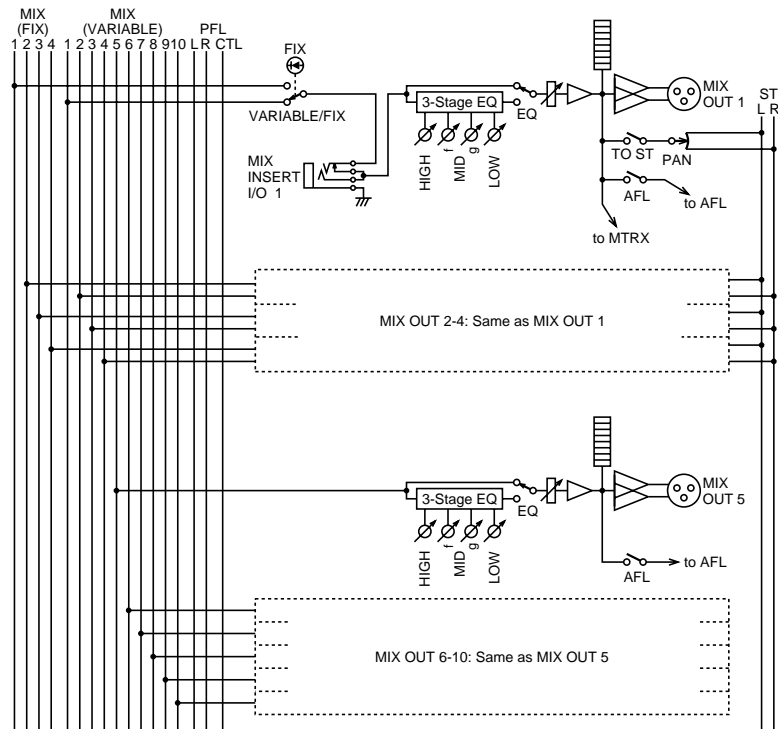 MIX
(FIX)
1 2 3 4
MIX
(VARIABLE)
1 2 3 4 5 6 7 8 9 10
PFL
L R CTL
FIX
VARIABLE/FIX
MIX
INSERT
I/O 1
3-Stage EQ
EQ
HIGH
f
MID
g
LOW
MIX
OUT 1
ST
L R
TO ST
PAN
AFL
to AFL
to MTRX
MIX OUT 2-4: Same as MIX OUT 1
3-Stage EQ
EQ
HIGH
f
MID
g
LOW
MIX
OUT 5
AFL
to AFL
MIX OUT 6-10: Same as MIX OUT 5